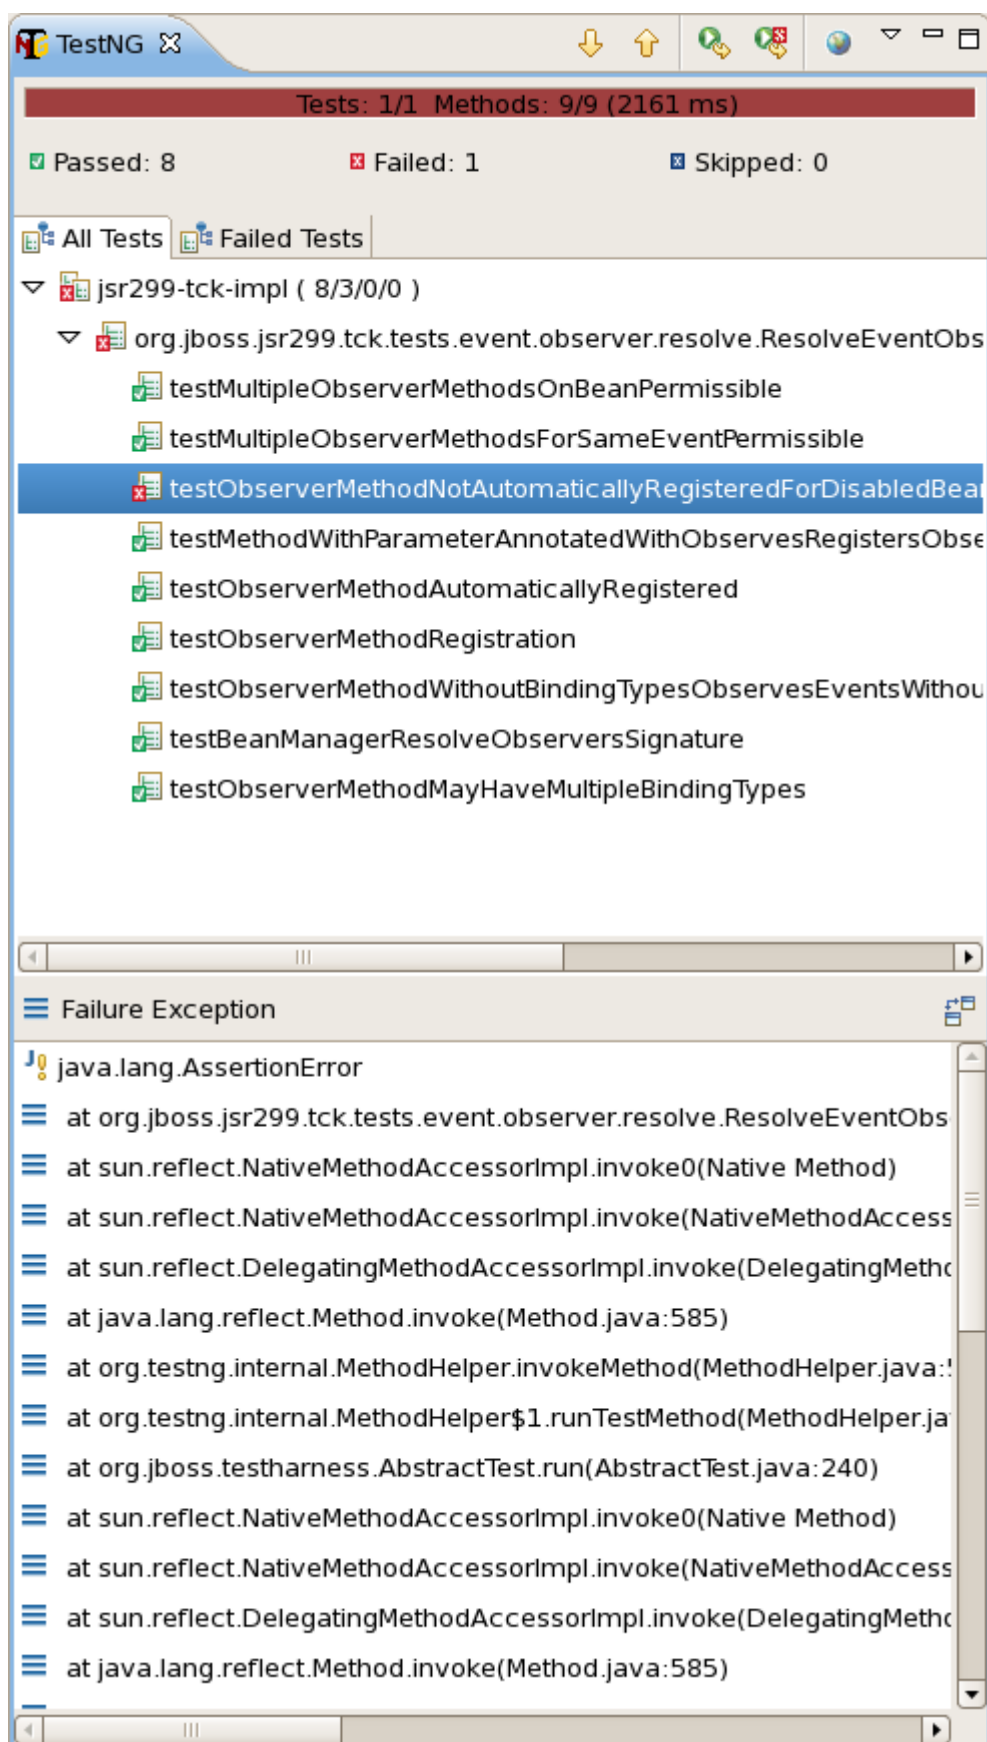 TestNG
Tests: 1/1 Methods: 9/9 (2161 ms)
Passed: 8 Failed: 1 Skipped: 0
All Tests Failed Tests
jsr299-tck-impl ( 8/3/0/0 )
org.jboss.jsr299.tck.tests.event.observer.resolve.ResolveEventObs
testMultipleObserverMethodsOnBeanPermissible
testMultipleObserverMethodsForSameEventPermissible
testObserverMethodNotAutomaticallyRegisteredForDisabledBea
testMethodWithParameterAnnotatedWithObservesRegistersObse
testObserverMethodAutomaticallyRegistered
testObserverMethodRegistration
testObserverMethodWithoutBindingTypesObservesEventsWithou
testBeanManagerResolveObserversSignature
testObserverMethodMayHaveMultipleBindingTypes
Failure Exception
java.lang.AssertionError
at org.jboss.jsr299.tck.tests.event.observer.resolve.ResolveEventObs
at sun.reflect.NativeMethodAccessorImpl.invoke0(Native Method)
at sun.reflect.NativeMethodAccessorImpl.invoke(NativeMethodAccess
at sun.reflect.DelegatingMethodAccessorImpl.invoke(DelegatingMetho
at java.lang.reflect.Method.invoke(Method.java:585)
at org.testng.internal.MethodHelper.invokeMethod(MethodHelper.java:5
at org.testng.internal.MethodHelper$1.runTestMethod(MethodHelper.ja
at org.jboss.testharness.AbstractTest.run(AbstractTest.java:240)
at sun.reflect.NativeMethodAccessorImpl.invoke0(Native Method)
at sun.reflect.NativeMethodAccessorImpl.invoke(NativeMethodAccess
at sun.reflect.DelegatingMethodAccessorImpl.invoke(DelegatingMetho
at java.lang.reflect.Method.invoke(Method.java:585)